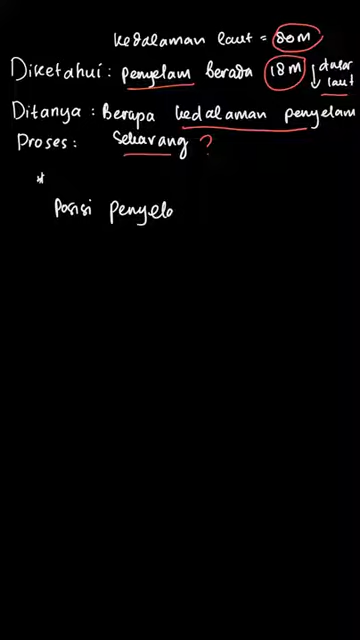 kedalaman laut = 80m
Diketahui : penyelam berada 18m ↓ dasar laut
Ditanya : Berapa kedalaman penyelam
Proses : sekarang ?
*
Posisi penyela